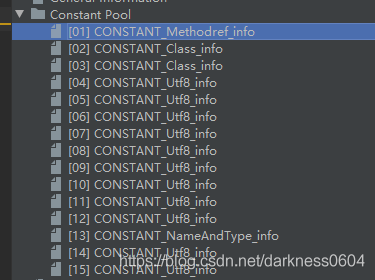 General Information
Constant Pool
[01] CONSTANT_Methodref_info
[02] CONSTANT_Class_info
[03] CONSTANT_Class_info
[04] CONSTANT_Utf8_info
[05] CONSTANT_Utf8_info
[06] CONSTANT_Utf8_info
[07] CONSTANT_Utf8_info
[08] CONSTANT_Utf8_info
[09] CONSTANT_Utf8_info
[10] CONSTANT_Utf8_info
[11] CONSTANT_Utf8_info
[12] CONSTANT_Utf8_info
[13] CONSTANT_NameAndType_info
[14] CONSTANT_Utf8_info
https://blog.csdn.net/darkness0604
[15] CONSTANT_Utf8_info